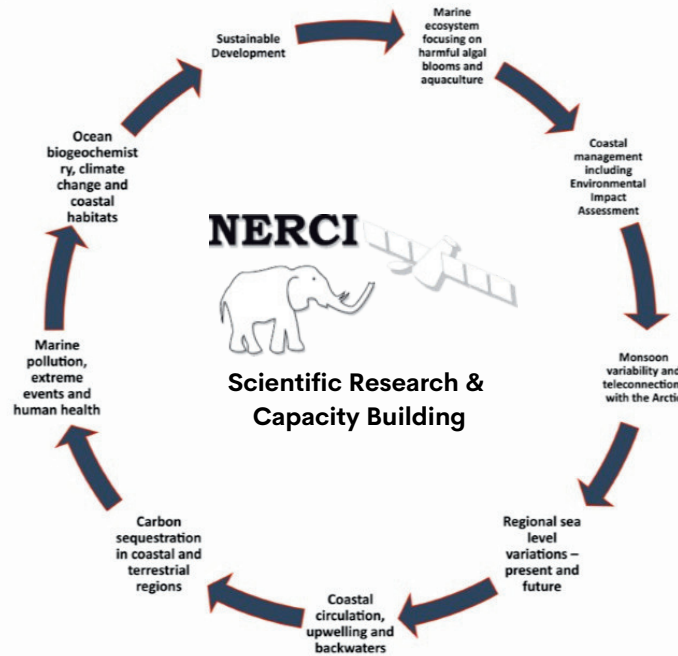 Sustainable
Development
Marine
ecosystem
focusing on
harmful algal
blooms and
aquaculture
Coastal
management
including
Environmental
Impact
Assessment
Monsoon
variability and
teleconnection
with the Arctic
Regional sea
level
variations –
present and
future
Coastal
circulation,
upwelling and
backwaters
Carbon
sequestration
in coastal and
terrestrial
regions
Marine
pollution,
extreme
events and
human health
Ocean
biogeochemist
ry, climate
change and
coastal
habitats
NERCI
Scientific Research &
Capacity Building